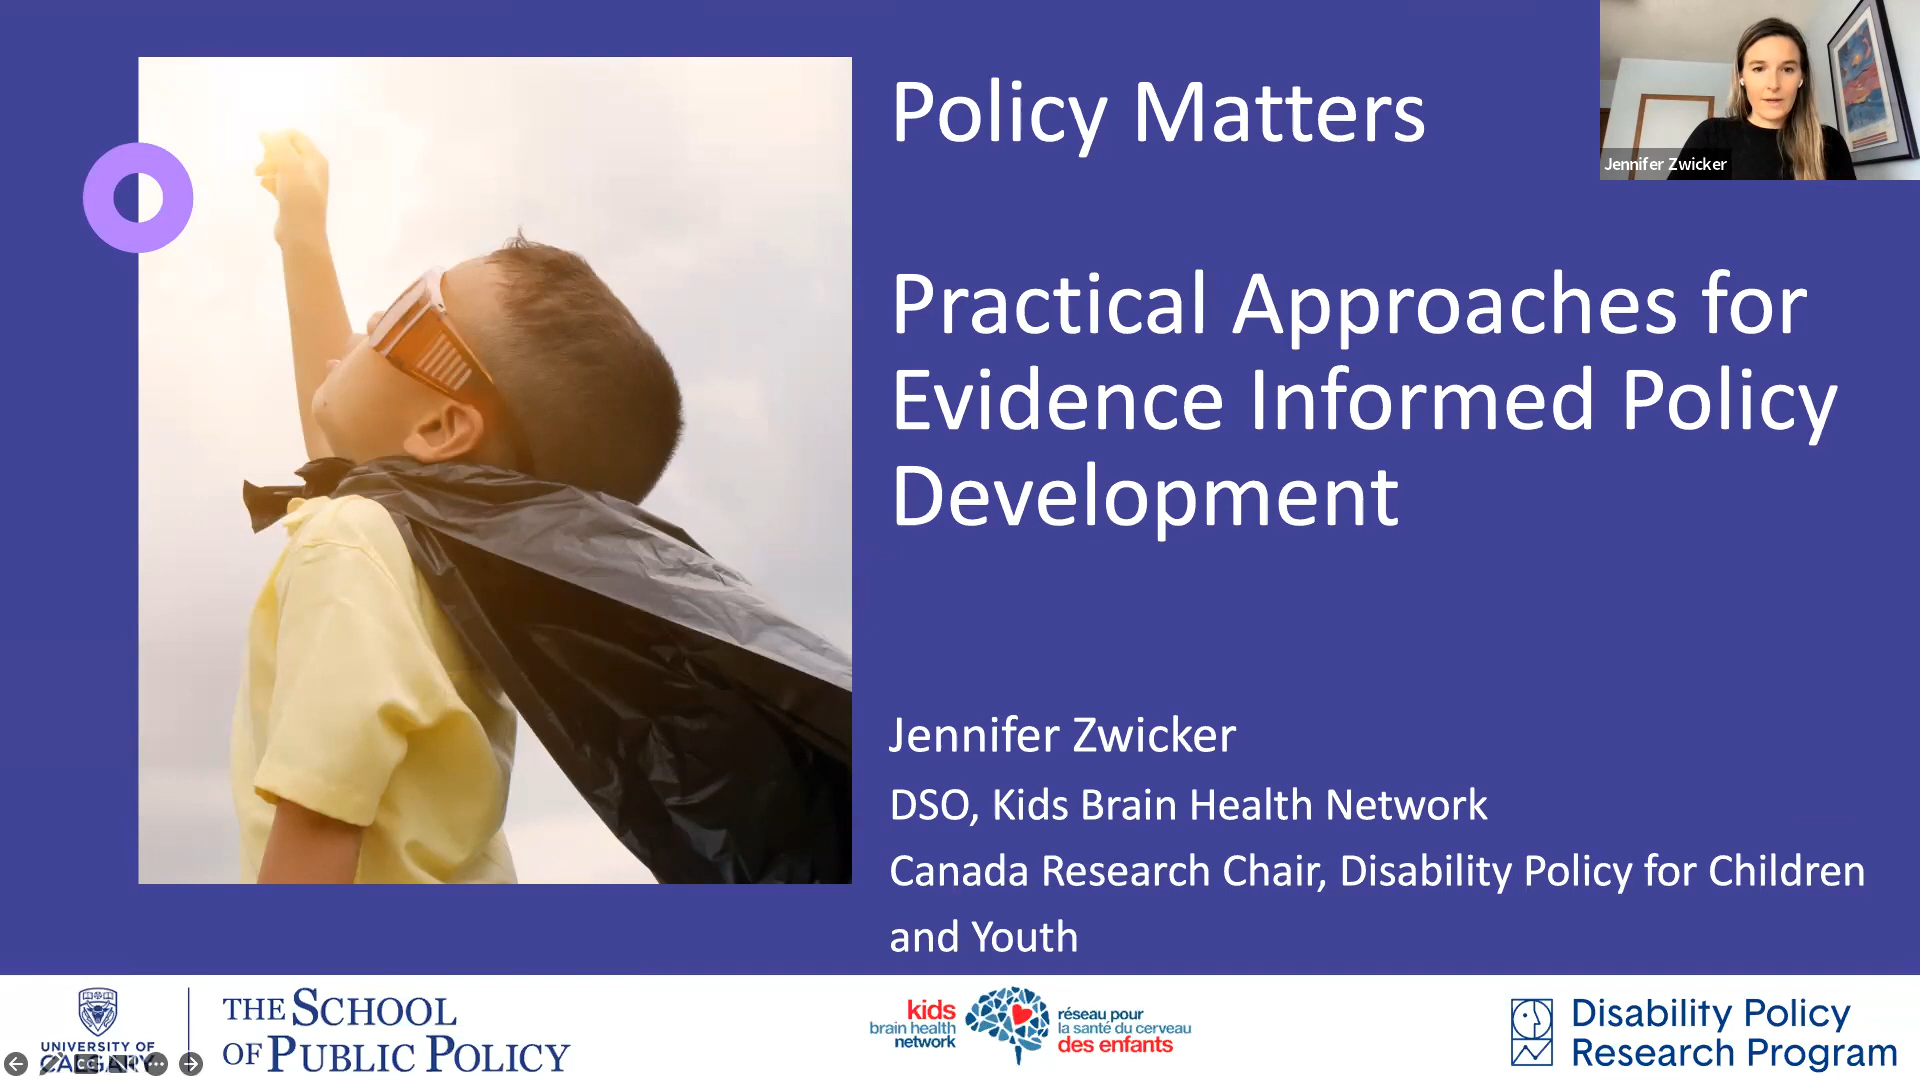 Policy Matters
Jennifer Zwicker
Practical Approaches for
Evidence Informed Policy
Development
Jennifer Zwicker
DSO, Kids Brain Health Network
Canada Research Chair, Disability Policy for Children
and Youth
UNIVERSITY OF
CALGARY
THE SCHOOL
OF PUBLIC POLICY
kids
brain health
network
réseau pour
la santé du cerveau
des enfants
Disability Policy
Research Program